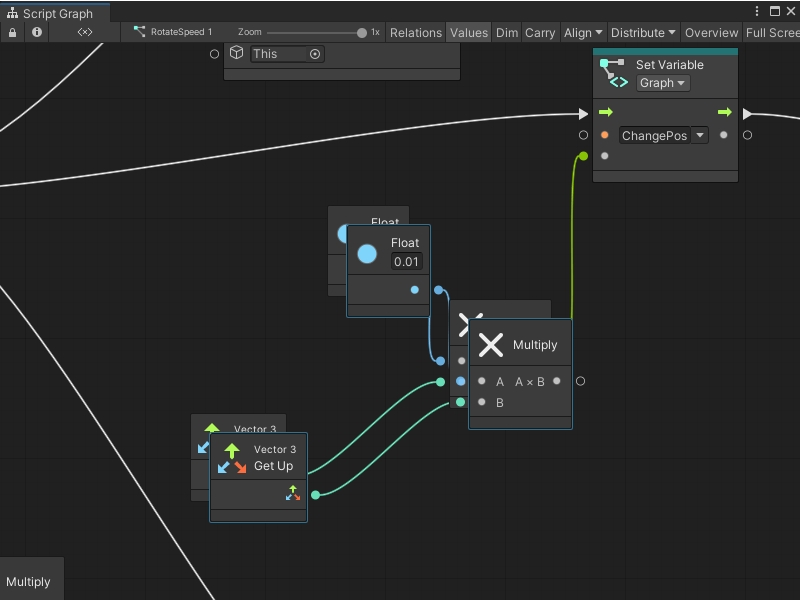 Script Graph
RotateSpeed 1
Zoom
1x
Relations
Values
Dim
Carry
Align
Distribute
Overview
Full Scree
This
Set Variable
Graph
ChangePos
Float
Float
0.01
Multiply
A
A × B
B
Vector 3
Vector 3
Get Up
Multiply